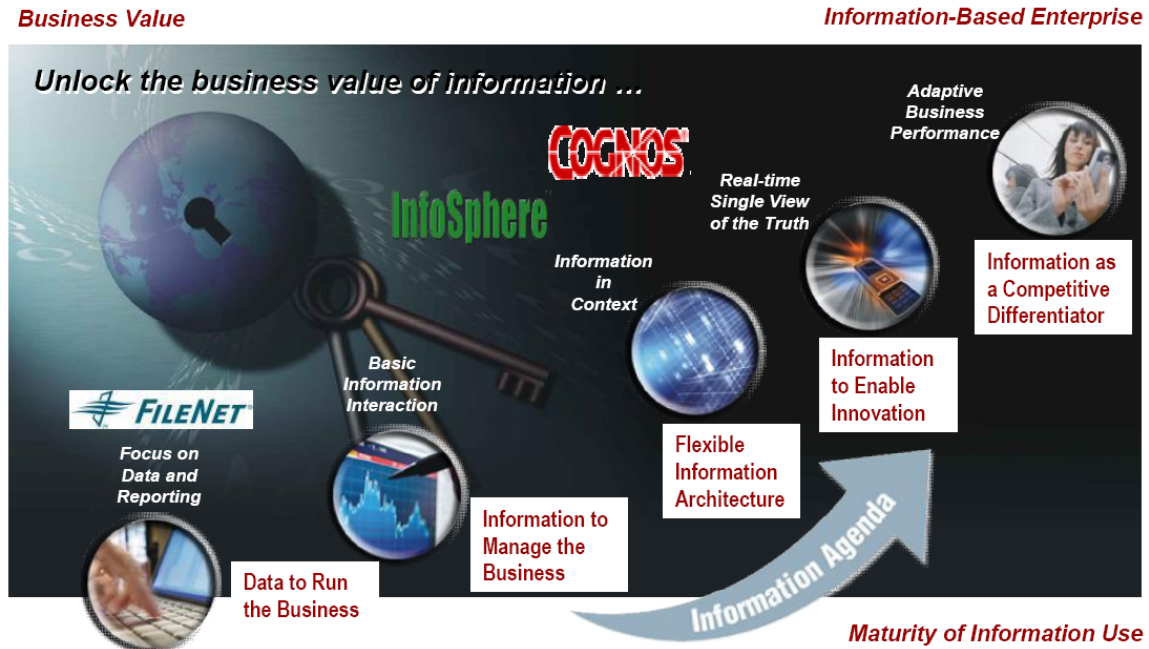 Business Value
Information-Based Enterprise
Unlock the business value of information ...
COGNOS
InfoSphere
FILENET
Focus on
Data and
Reporting
Data to Run
the Business
Basic
Information
Interaction
Information to
Manage the
Business
Information
in
Context
Flexible
Information
Architecture
Real-time
Single View
of the Truth
Information
to Enable
Innovation
Adaptive
Business
Performance
Information as
a Competitive
Differentiator
Information Agenda
Maturity of Information Use